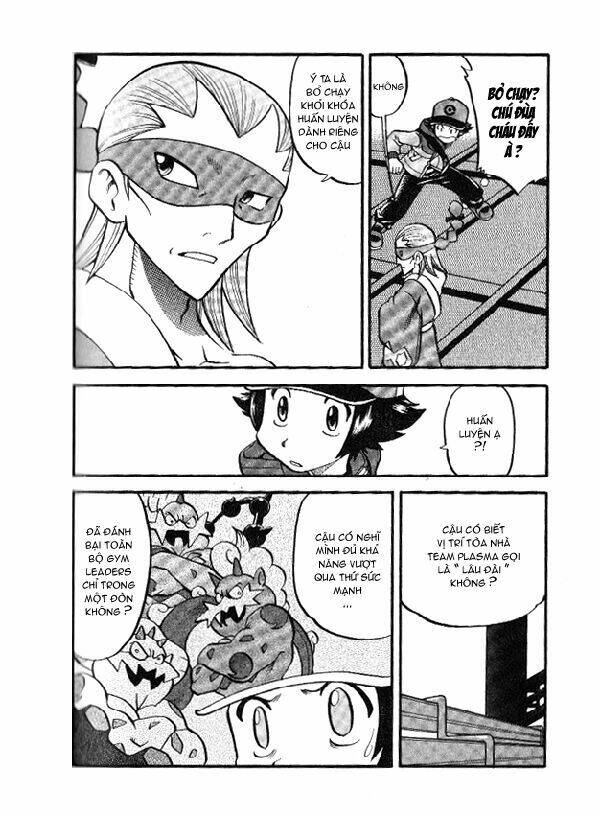 BỎ CHẠY?
CHÚ ĐÙA
CHÁU ĐẤY
À ?
KHÔNG
Ý TA LÀ
BỎ CHẠY
KHỎI KHÓA
HUẤN LUYỆN
DÀNH RIÊNG
CHO CẬU
HUẤN
LUYỆN Ạ
?!
CẬU CÓ BIẾT
VỊ TRÍ TÒA NHÀ
TEAM PLASMA GỌI
LÀ “ LÂU ĐÀI ”
KHÔNG ?
CẬU CÓ NGHĨ
MÌNH ĐỦ KHẢ
NĂNG VƯỢT
QUA THỨ SỨC
MẠNH
...
ĐÃ ĐÁNH
BẠI TOÀN
BỘ GYM
LEADERS
CHỈ TRONG
MỘT ĐÒN
KHÔNG ?